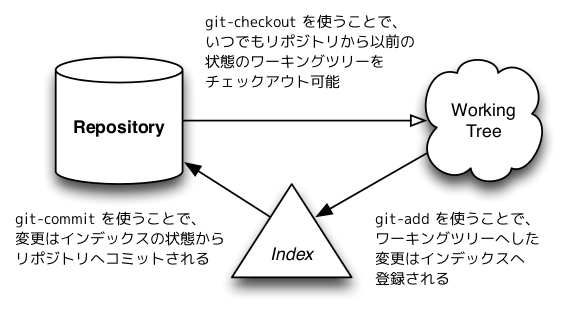 git-checkout を使うことで、
いつでもリポジトリから以前の
状態のワーキングツリーを
チェックアウト可能
Repository
Working
Tree
git-commit を使うことで、
変更はインデックスの状態から
リポジトリへコミットされる
Index
git-add を使うことで、
ワーキングツリーへした
変更はインデックスへ
登録される